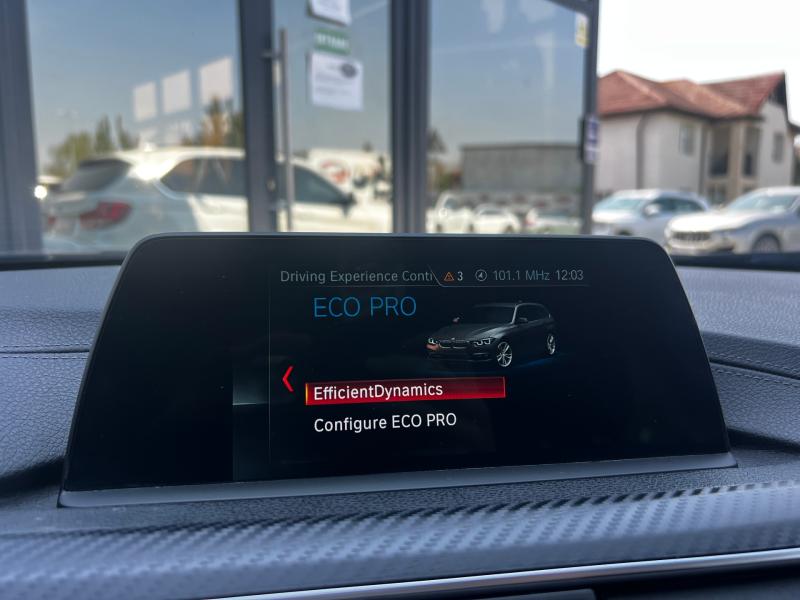 Driving Experience Conti 3 101.1 MHz 12:03
ECO PRO
EfficientDynamics
Configure ECO PRO